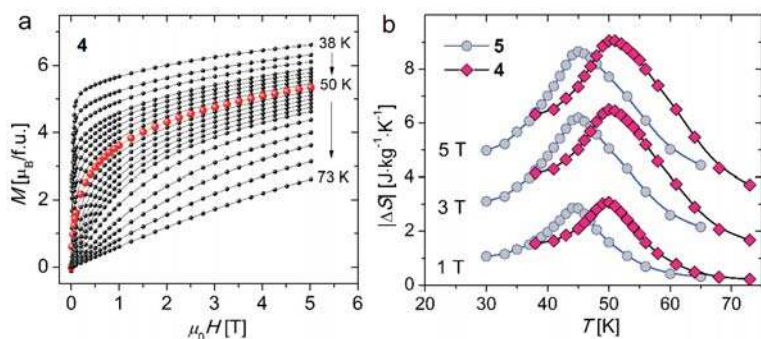 a
4
38 K
50 K
73 K
6
4
2
0
M [μB/f.u.]
0 1 2 3 4 5 6
μ0H [T]
b
5
4
5 T
3 T
1 T
8
6
4
2
0
|ΔS| [J·kg⁻¹·K⁻¹]
20 30 40 50 60 70
T [K]